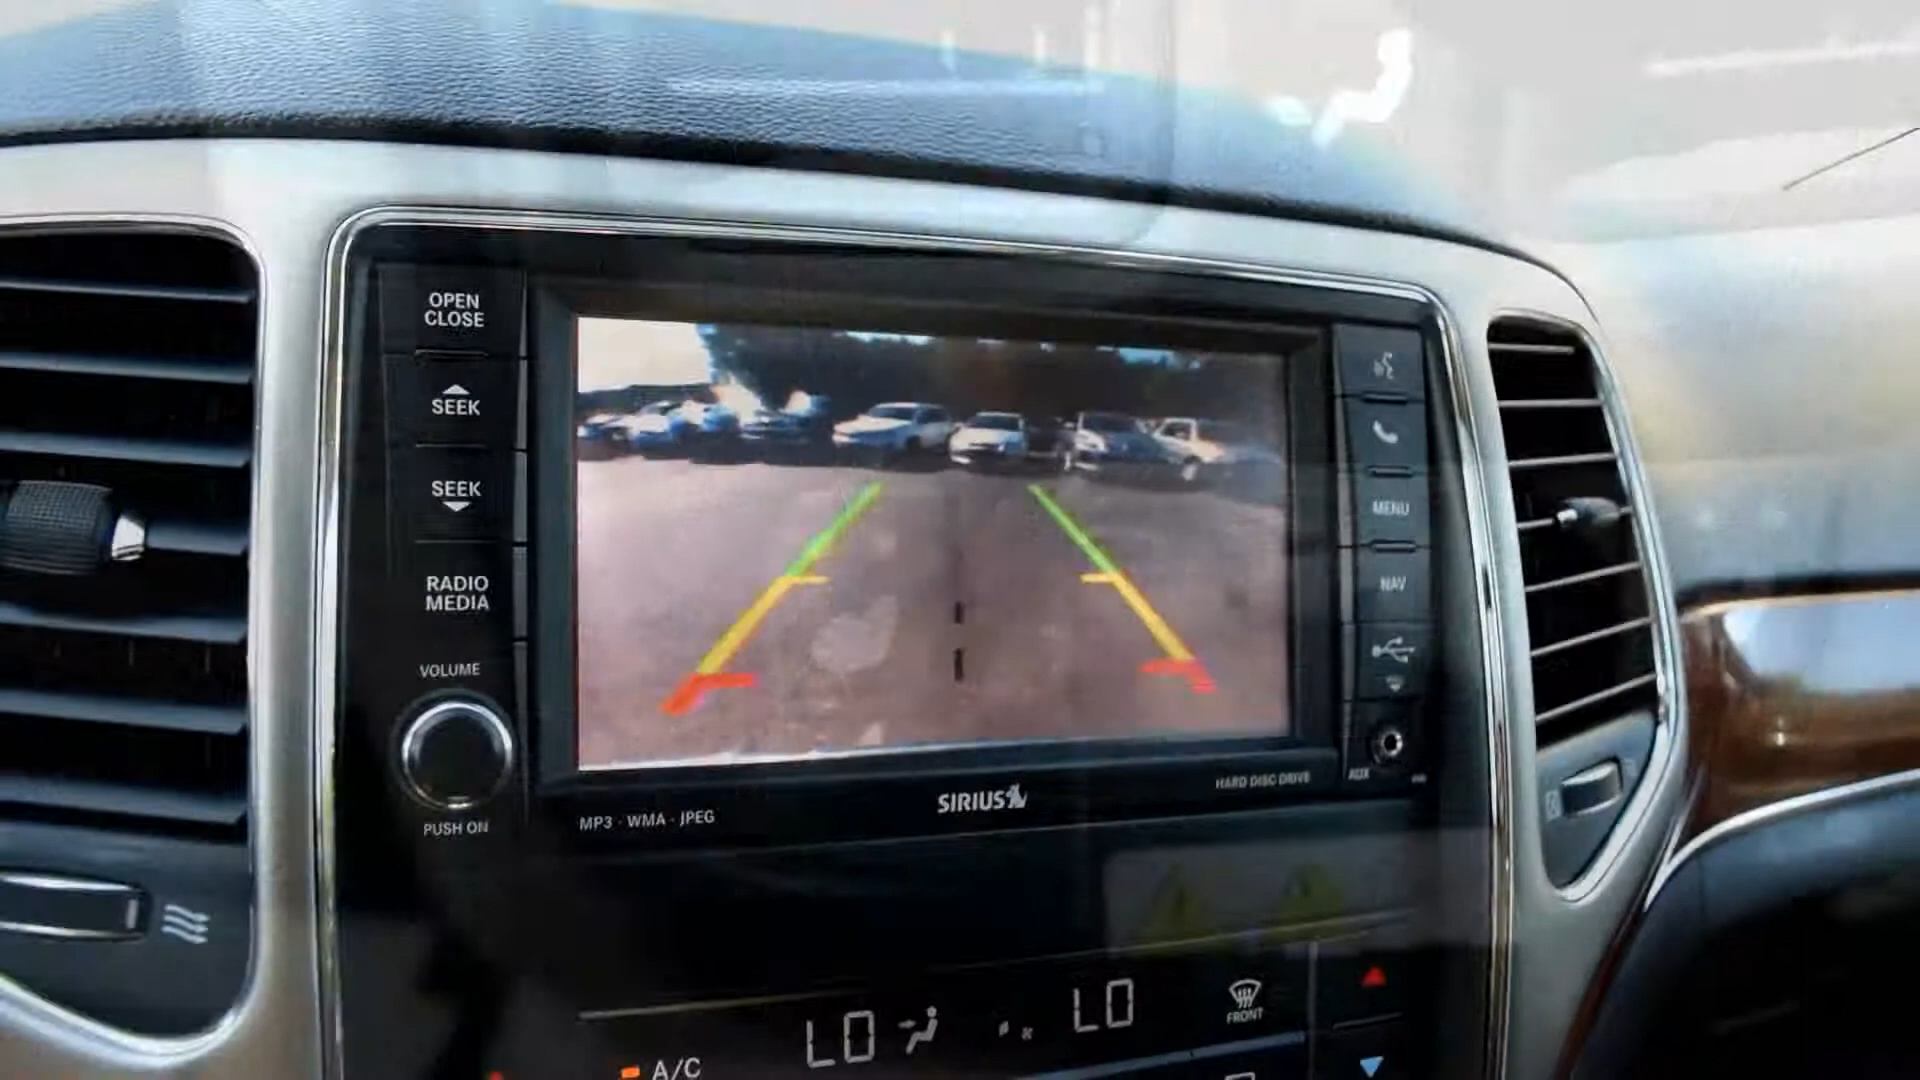 OPEN
CLOSE
SEEK
SEEK
RADIO
MEDIA
VOLUME
PUSH ON
MENU
NAV
AUX
HARD DISC DRIVE
SIRIUS
MP3 · WMA · JPEG
LO
LO
FRONT
A/C